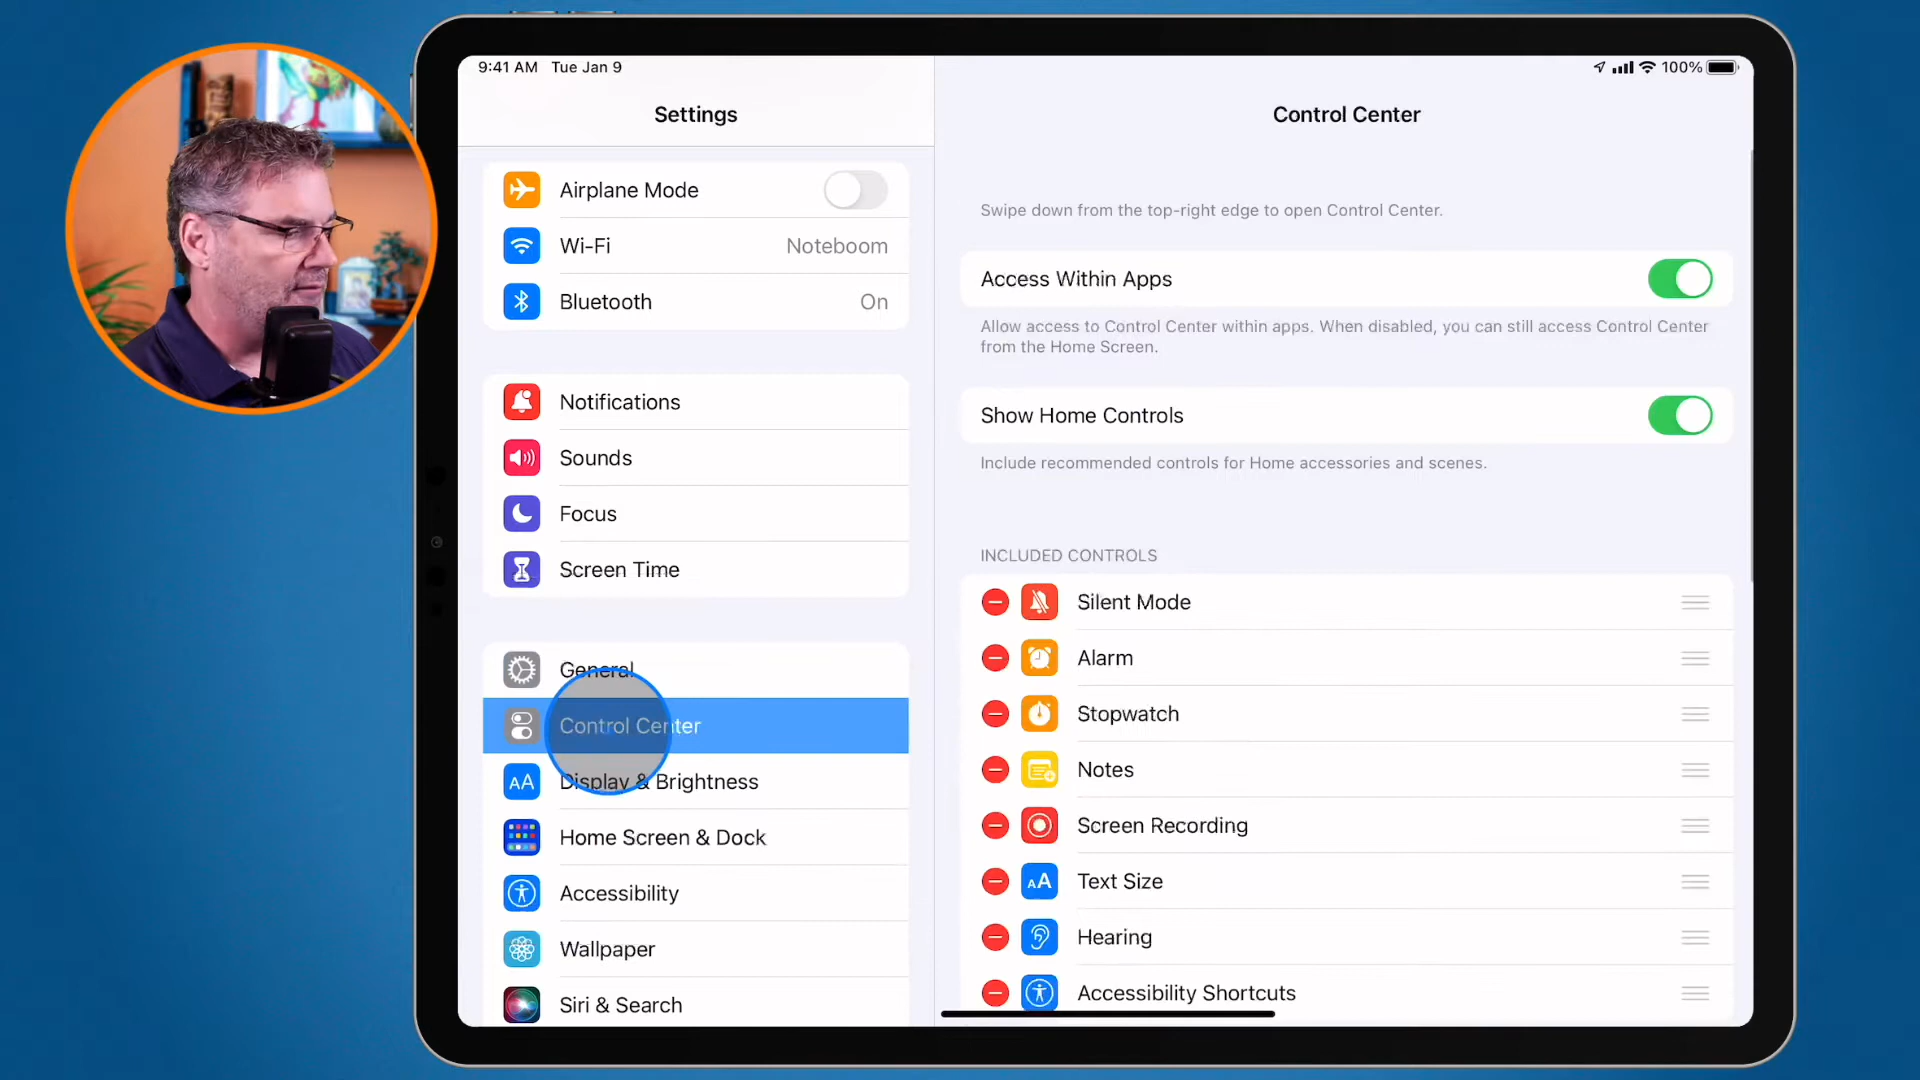 9:41 AM Tue Jan 9
100%
Settings
Airplane Mode
Wi-Fi Noteboom
Bluetooth On
Notifications
Sounds
Focus
Screen Time
General
Control Center
Display & Brightness
Home Screen & Dock
Accessibility
Wallpaper
Siri & Search
Control Center
Swipe down from the top-right edge to open Control Center.
Access Within Apps
Allow access to Control Center within apps. When disabled, you can still access Control Center
from the Home Screen.
Show Home Controls
Include recommended controls for Home accessories and scenes.
INCLUDED CONTROLS
Silent Mode
Alarm
Stopwatch
Notes
Screen Recording
AA Text Size
Hearing
Accessibility Shortcuts